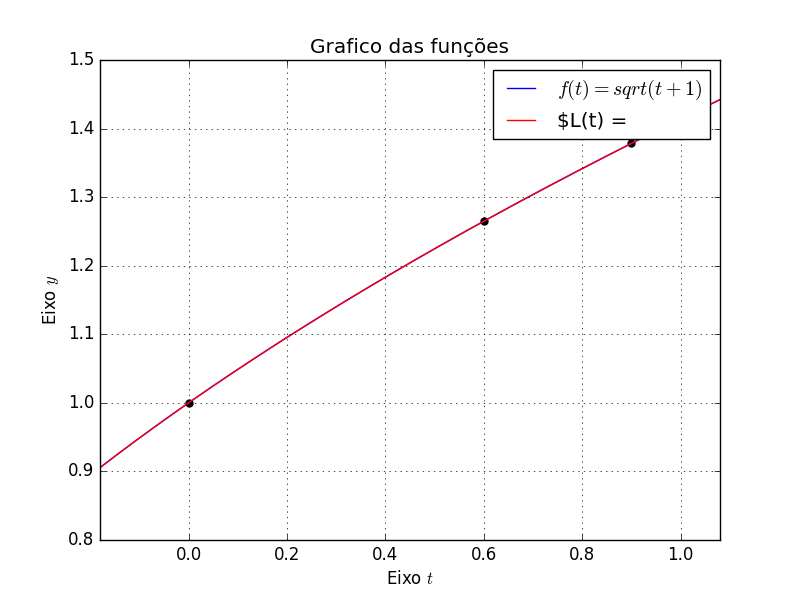 Grafico das funções
f(t) = sqrt(t + 1)
$L(t) =
1.5
1.4
1.3
1.2
1.1
1.0
0.9
0.8
Eixo y
0.0 0.2 0.4 0.6 0.8 1.0
Eixo t